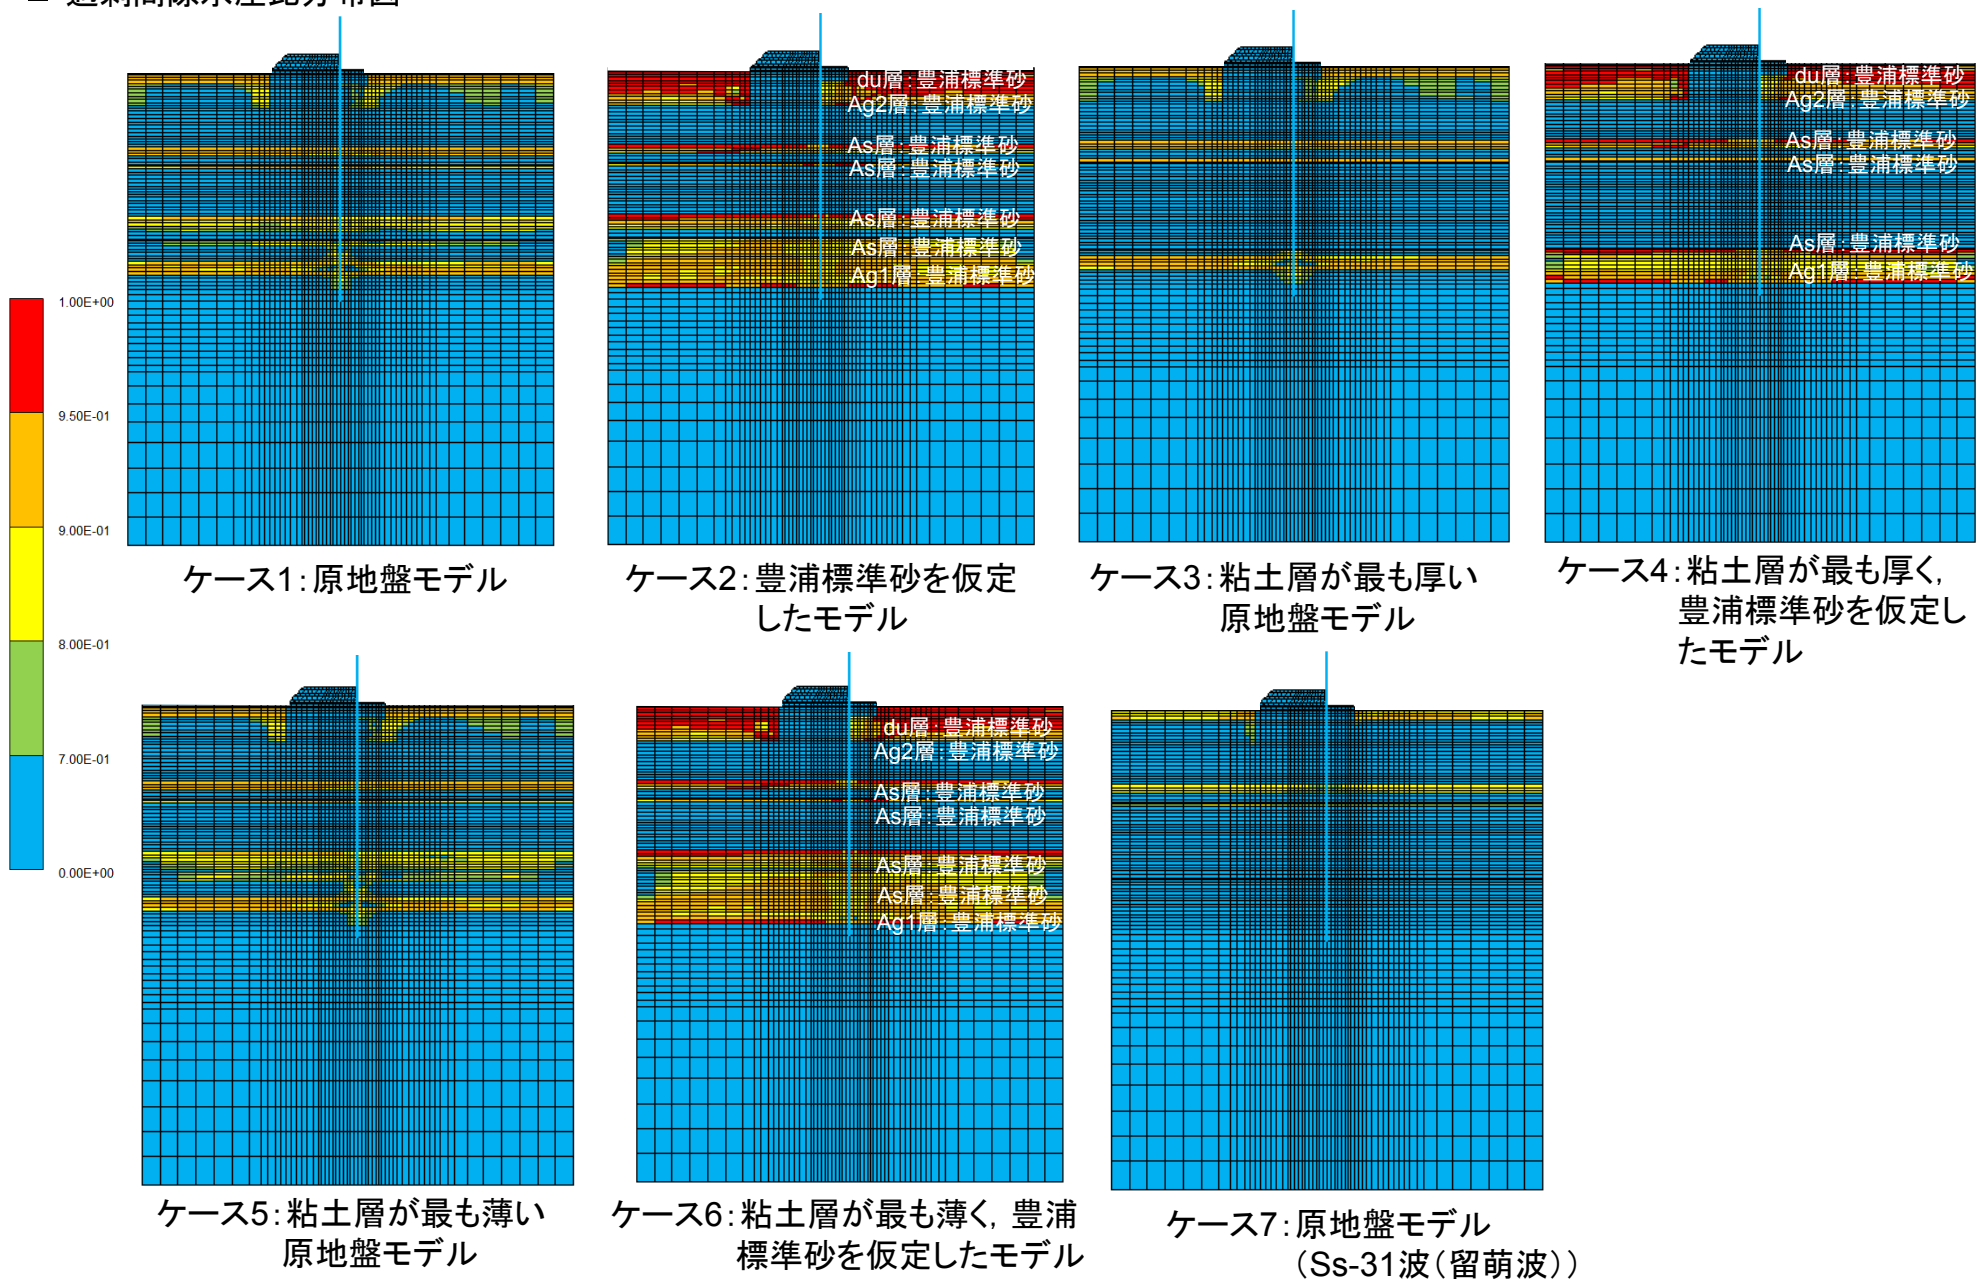 1.00E+00
9.50E-01
9.00E-01
8.00E-01
7.00E-01
0.00E+00
ケース1：原地盤モデル
du層：豊浦標準砂
Ag2層：豊浦標準砂
As層：豊浦標準砂
As層：豊浦標準砂
As層：豊浦標準砂
As層：豊浦標準砂
Ag1層：豊浦標準砂
ケース2：豊浦標準砂を仮定
したモデル
ケース3：粘土層が最も厚い
原地盤モデル
du層：豊浦標準砂
Ag2層：豊浦標準砂
As層：豊浦標準砂
As層：豊浦標準砂
As層：豊浦標準砂
Ag1層：豊浦標準砂
ケース4：粘土層が最も厚く，
豊浦標準砂を仮定し
たモデル
ケース5：粘土層が最も薄い
原地盤モデル
du層：豊浦標準砂
Ag2層：豊浦標準砂
As層：豊浦標準砂
As層：豊浦標準砂
As層：豊浦標準砂
As層：豊浦標準砂
Ag1層：豊浦標準砂
ケース6：粘土層が最も薄く，豊浦
標準砂を仮定したモデル
ケース7：原地盤モデル
（Ss-31波（留萌波））